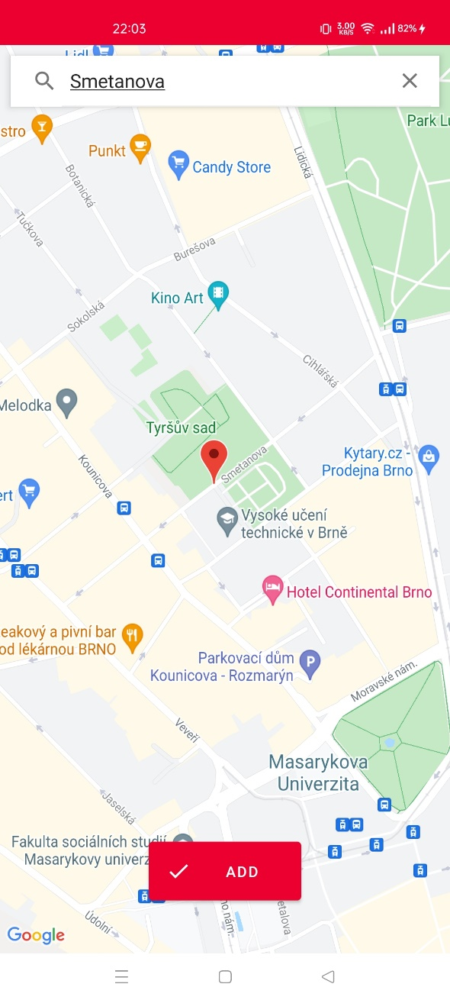 22:03
3.00
KB/S
82%
Lidl
Smetanova
Park Lu
stro
Punkt
Candy Store
Lidická
Botanická
Tučkova
Burešova
Kino Art
Sokolská
Cihlářská
Melodka
Tyršův sad
Kounicova
Smetanova
Kytary.cz -
Prodejna Brno
ert
Vysoké učení
technické v Brně
Hotel Continental Brno
eakový a pivní bar
od lékárnou BRNO
Parkovací dům
Kounicova - Rozmarýn
Moravské nám.
Veveří
Masarykova
Univerzita
Jaselská
Fakulta sociálních studií
Masarykovy univerz
ADD
Údolní
no nám.
etalova
Google